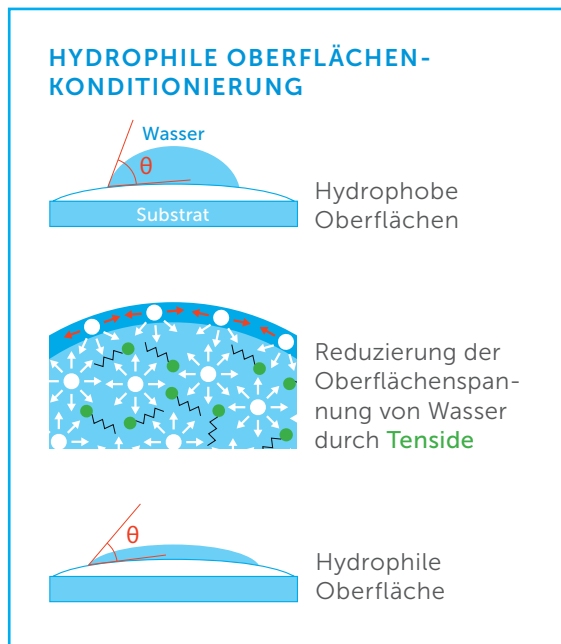 HYDROPHILE OBERFLÄCHEN-
KONDITIONIERUNG
Wasser
θ
Substrat
Hydrophobe
Oberflächen
Reduzierung der
Oberflächenspan-
nung von Wasser
durch Tenside
θ
Hydrophile
Oberfläche